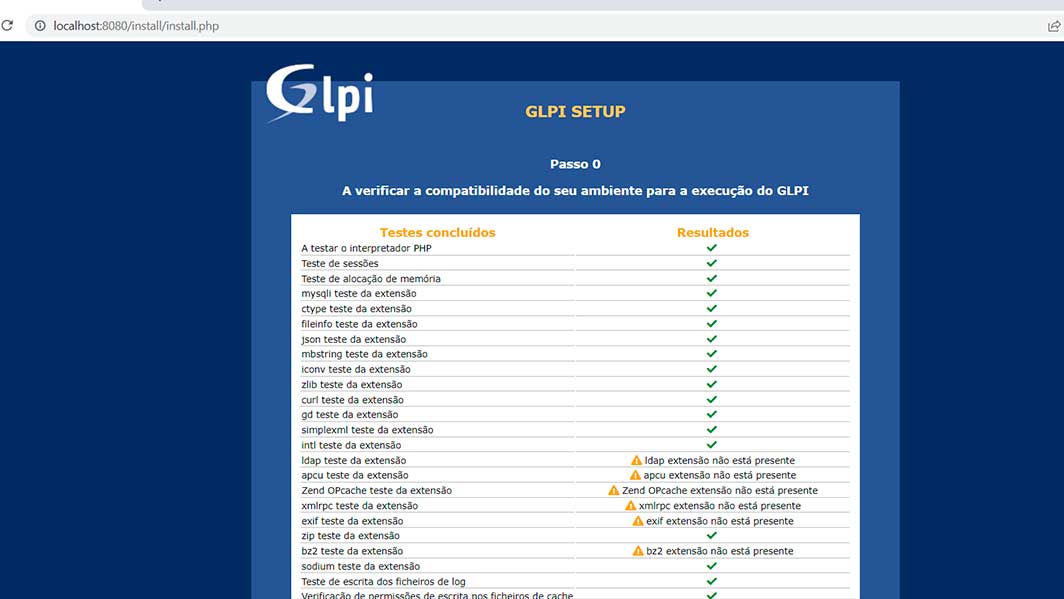 localhost:8080/install/install.php
Glpi
GLPI SETUP
Passo 0
A verificar a compatibilidade do seu ambiente para a execução do GLPI
Testes concluídos Resultados
A testar o interpretador PHP
Teste de sessões
Teste de alocação de memória
mysqli teste da extensão
ctype teste da extensão
fileinfo teste da extensão
json teste da extensão
mbstring teste da extensão
iconv teste da extensão
zlib teste da extensão
curl teste da extensão
gd teste da extensão
simplexml teste da extensão
intl teste da extensão
ldap teste da extensão ldap extensão não está presente
apcu teste da extensão apcu extensão não está presente
Zend OPcache teste da extensão Zend OPcache extensão não está presente
xmlrpc teste da extensão xmlrpc extensão não está presente
exif teste da extensão exif extensão não está presente
zip teste da extensão
bz2 teste da extensão bz2 extensão não está presente
sodium teste da extensão
Teste de escrita dos ficheiros de log
Verificação de permissões de escrita nos ficheiros de cache